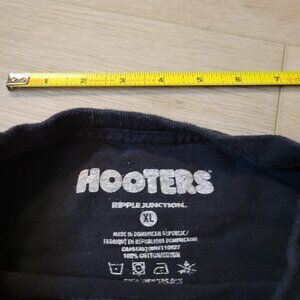 1 2 3 4 5 6 7
HOOTERS
RIPPLE JUNCTION
XL
MADE IN DOMINICAN REPUBLIC/
FABRIQUÉ EN RÉPUBLIQUE DOMINICAINE
100% COTTON/COTON